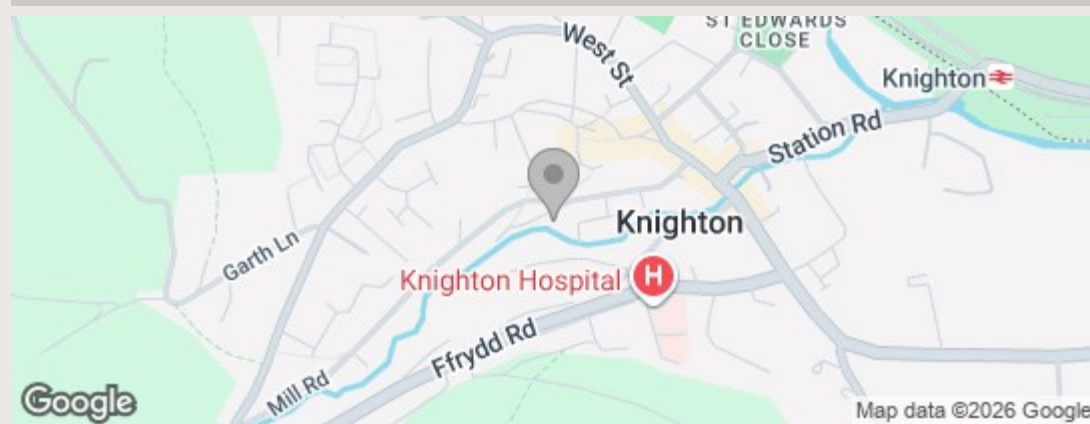 ST EDWARDS
CLOSE
West St
Knighton
Station Rd
Knighton
Garth Ln
Knighton Hospital
H
Ffrydd Rd
Mill Rd
Google
Map data ©2026 Google